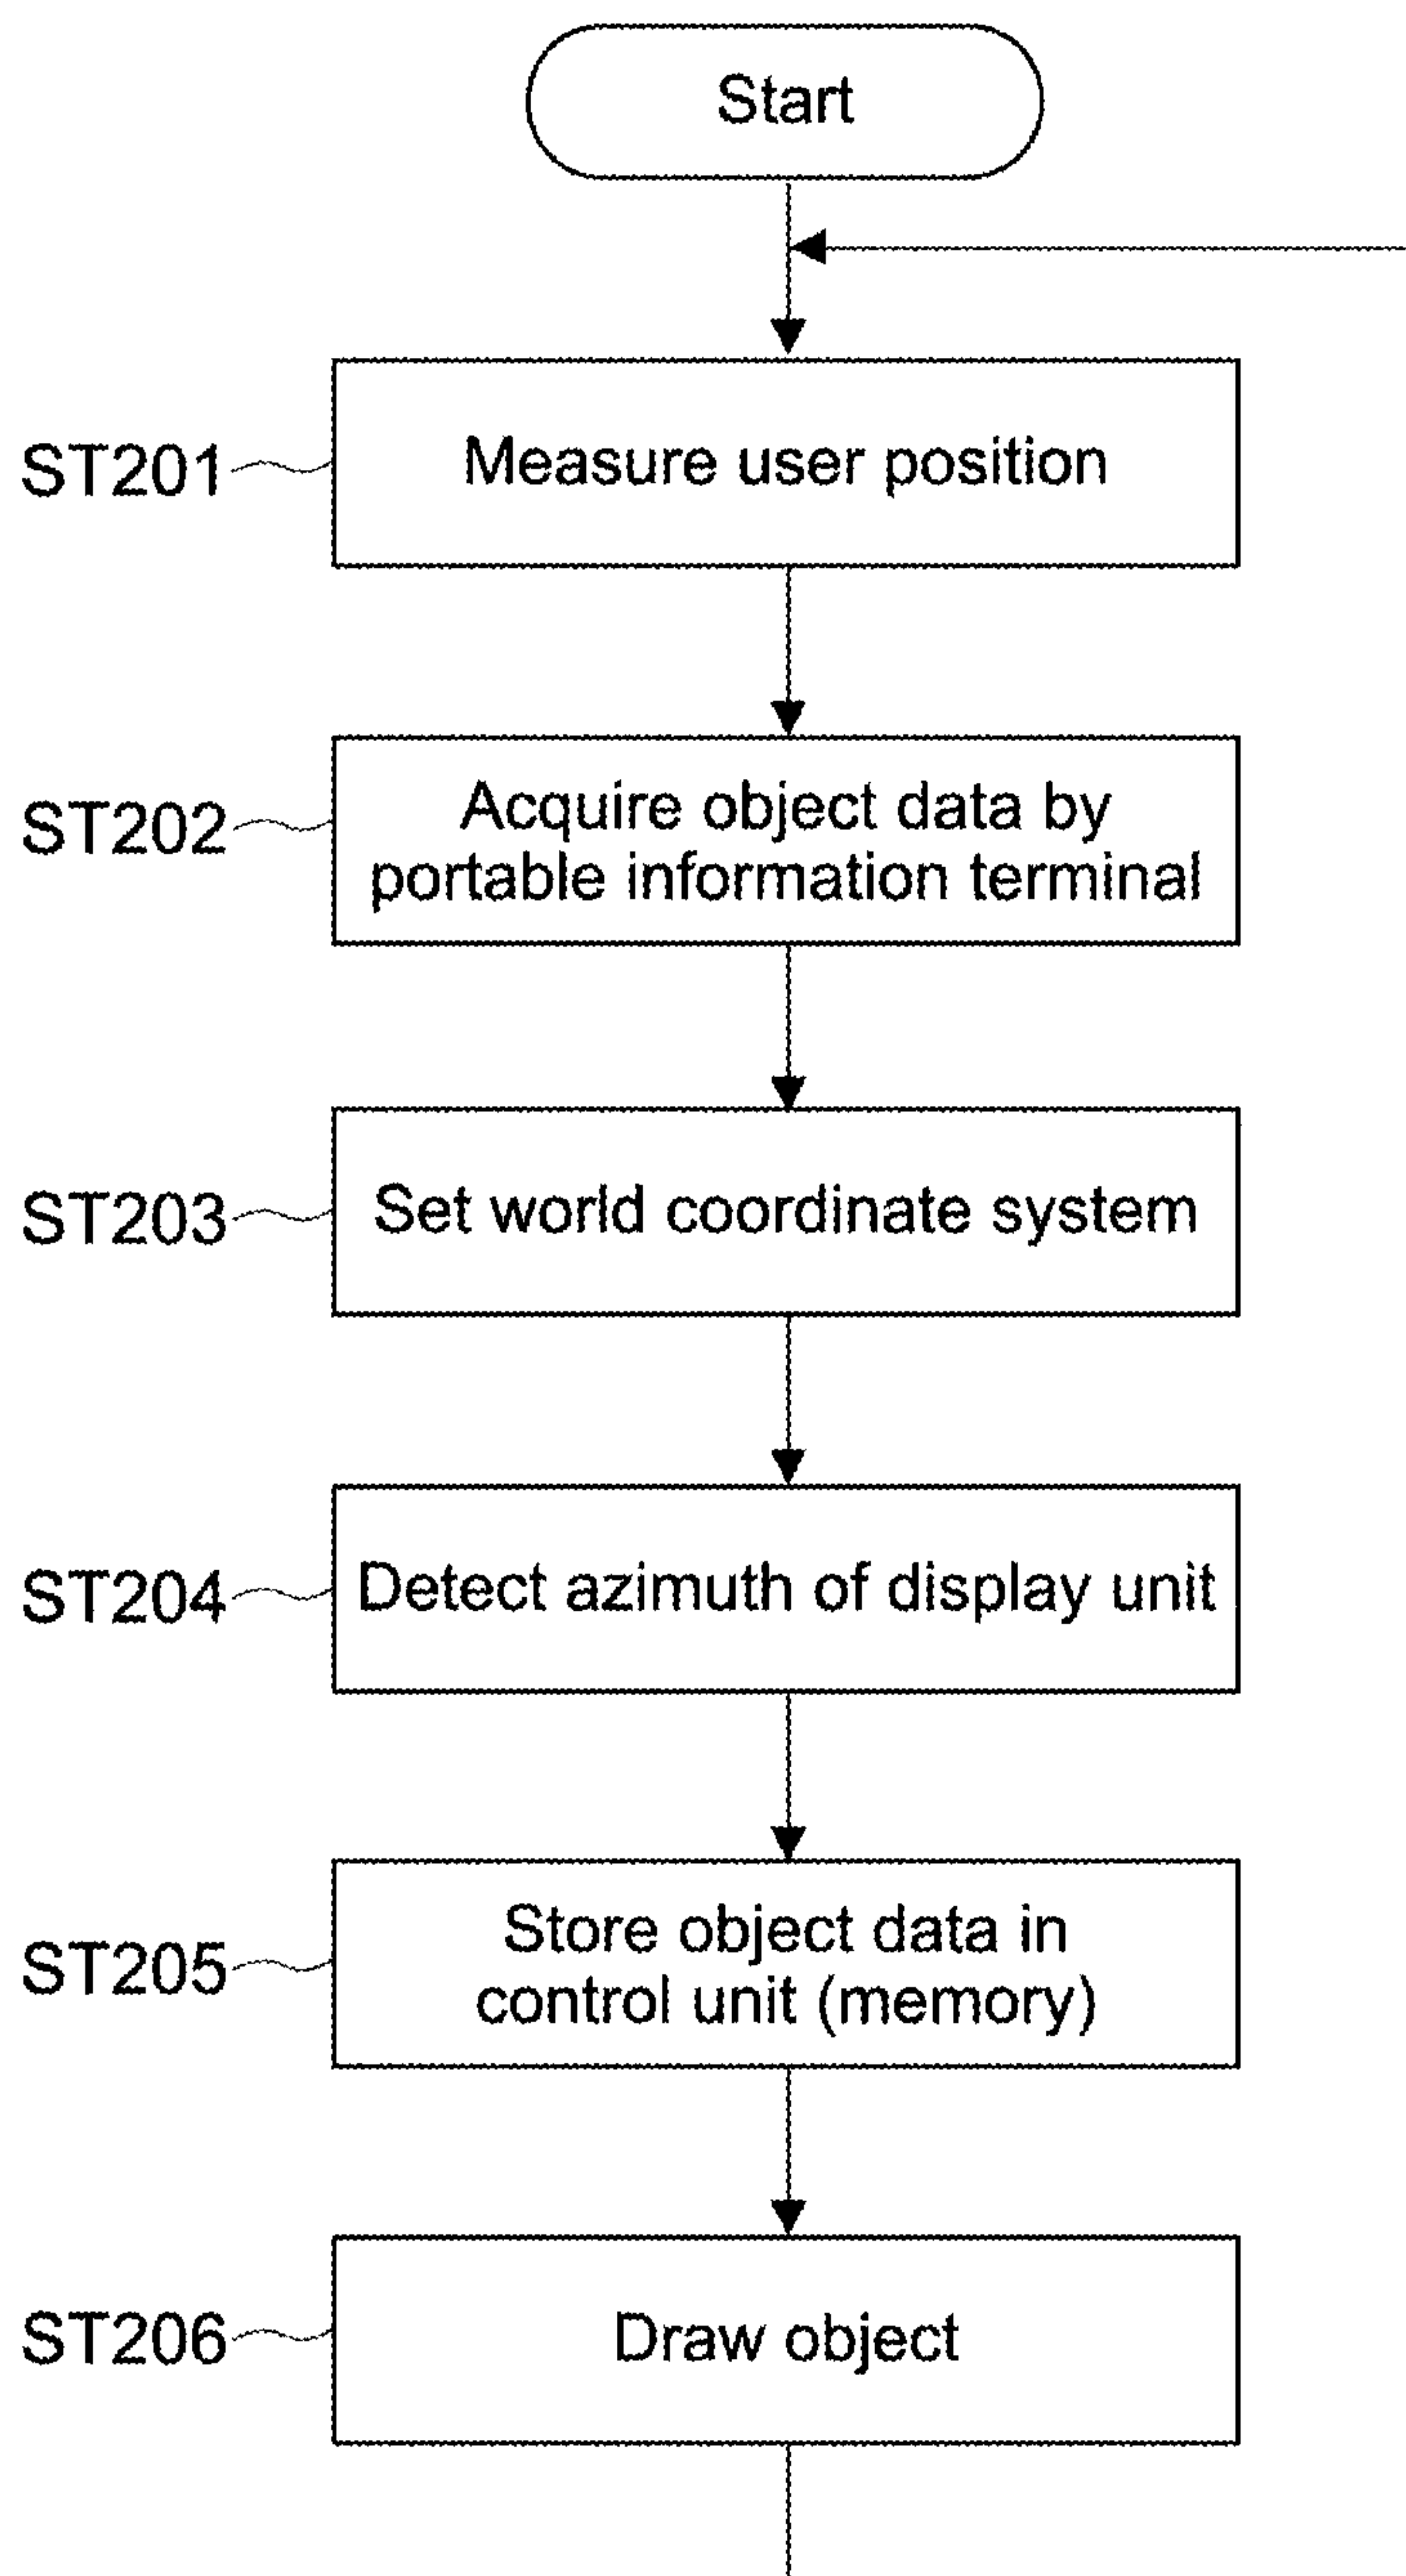 Start
ST201
Measure user position
ST202
Acquire object data by
portable information terminal
ST203
Set world coordinate system
ST204
Detect azimuth of display unit
ST205
Store object data in
control unit (memory)
ST206
Draw object